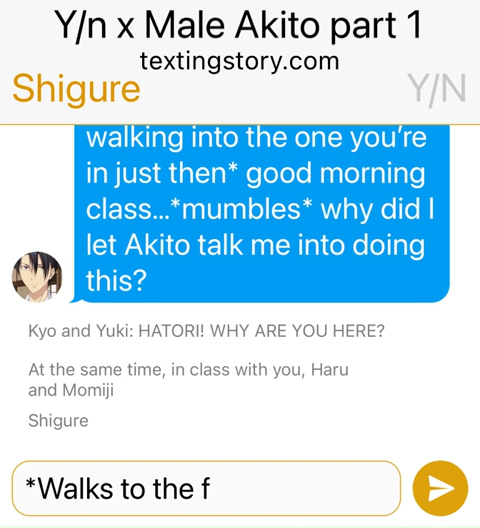 Y/n x Male Akito part 1
textingstory.com
Shigure
Y/N
walking into the one you’re
in just then* good morning
class...*mumbles* why did I
let Akito talk me into doing
this?
Kyo and Yuki: HATORI! WHY ARE YOU HERE?
At the same time, in class with you, Haru
and Momiji
Shigure
*Walks to the f